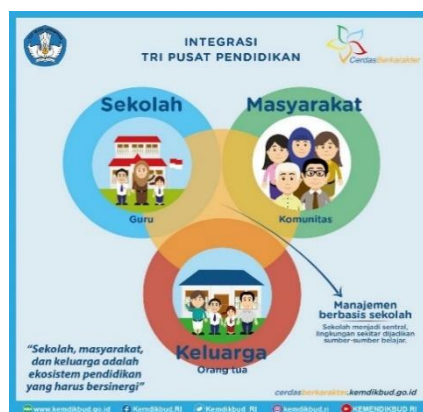 INTEGRASI
TRI PUSAT PENDIDIKAN
CerdasBerkarakter
Sekolah
Masyarakat
Guru
Komunitas
Manajemen
berbasis sekolah
Sekolah menjadi sentral,
lingkungan sekitar dijadikan
sumber-sumber belajar.
Keluarga
Orang tua
"Sekolah, masyarakat,
dan keluarga adalah
ekosistem pendidikan
yang harus bersinergi"
cerdasberkarakter.kemdikbud.go.id
www.kemdikbud.go.id
Kemdikbud RI
Kemdikbud_RI
kemdikbud.ri
KEMENDIKBUD RI